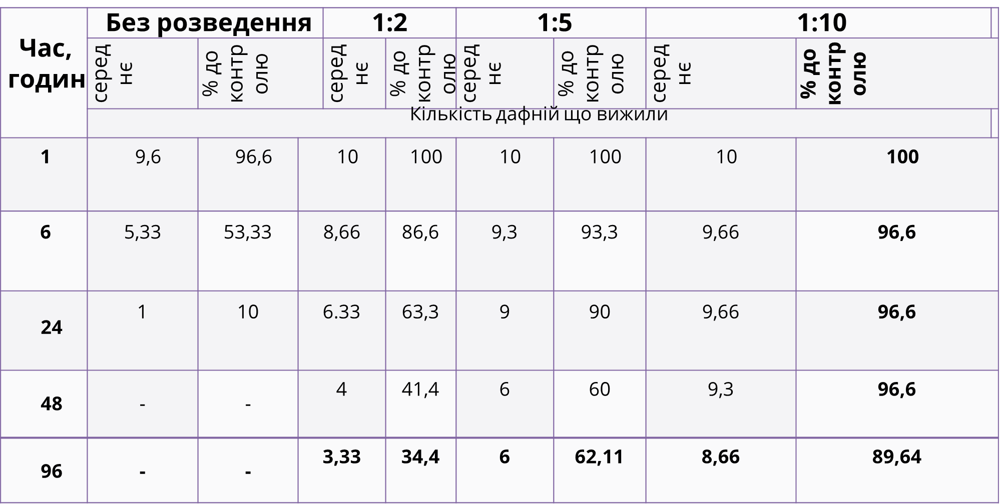 Без розведення 1:2 1:5 1:10
Час,
годин
серед
нє
% до
контр
олю
серед
нє
% до
контр
олю
серед
нє
% до
контр
олю
серед
нє
% до
контр
олю
Кількість дафній що вижили
1 9,6 96,6 10 100 10 100 10 100
6 5,33 53,33 8,66 86,6 9,3 93,3 9,66 96,6
24 1 10 6.33 63,3 9 90 9,66 96,6
48 - - 4 41,4 6 60 9,3 96,6
96 - - 3,33 34,4 6 62,11 8,66 89,64